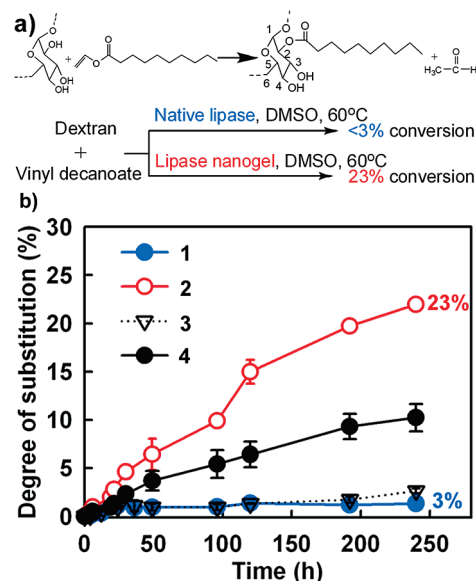 a)
O
O
OH
OH
OH
O
O
1
O
O
O
O
2
3
4
5
6
OH
OH
+
+
O
H₃C
H
Dextran
+
Vinyl decanoate
Native lipase, DMSO, 60ºC
<3% conversion
Lipase nanogel, DMSO, 60ºC
23% conversion
b)
Degree of substitution (%)
30
25
20
15
10
5
0
1
2
3
4
23%
3%
0 50 100 150 200 250
Time (h)